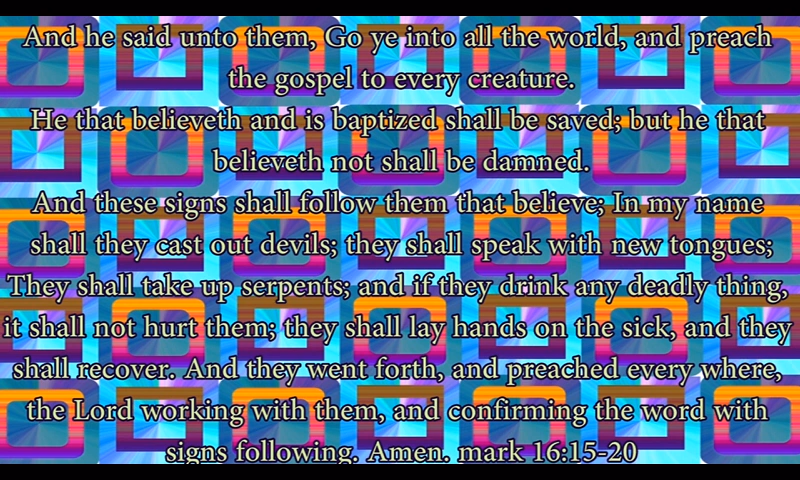 And he said unto them, Go ye into all the world, and preach
the gospel to every creature.
He that believeth and is baptized shall be saved; but he that
believeth not shall be damned.
And these signs shall follow them that believe; In my name
shall they cast out devils; they shall speak with new tongues;
They shall take up serpents; and if they drink any deadly thing,
it shall not hurt them; they shall lay hands on the sick, and they
shall recover. And they went forth, and preached every where,
the Lord working with them, and confirming the word with
signs following. Amen. mark 16:15-20